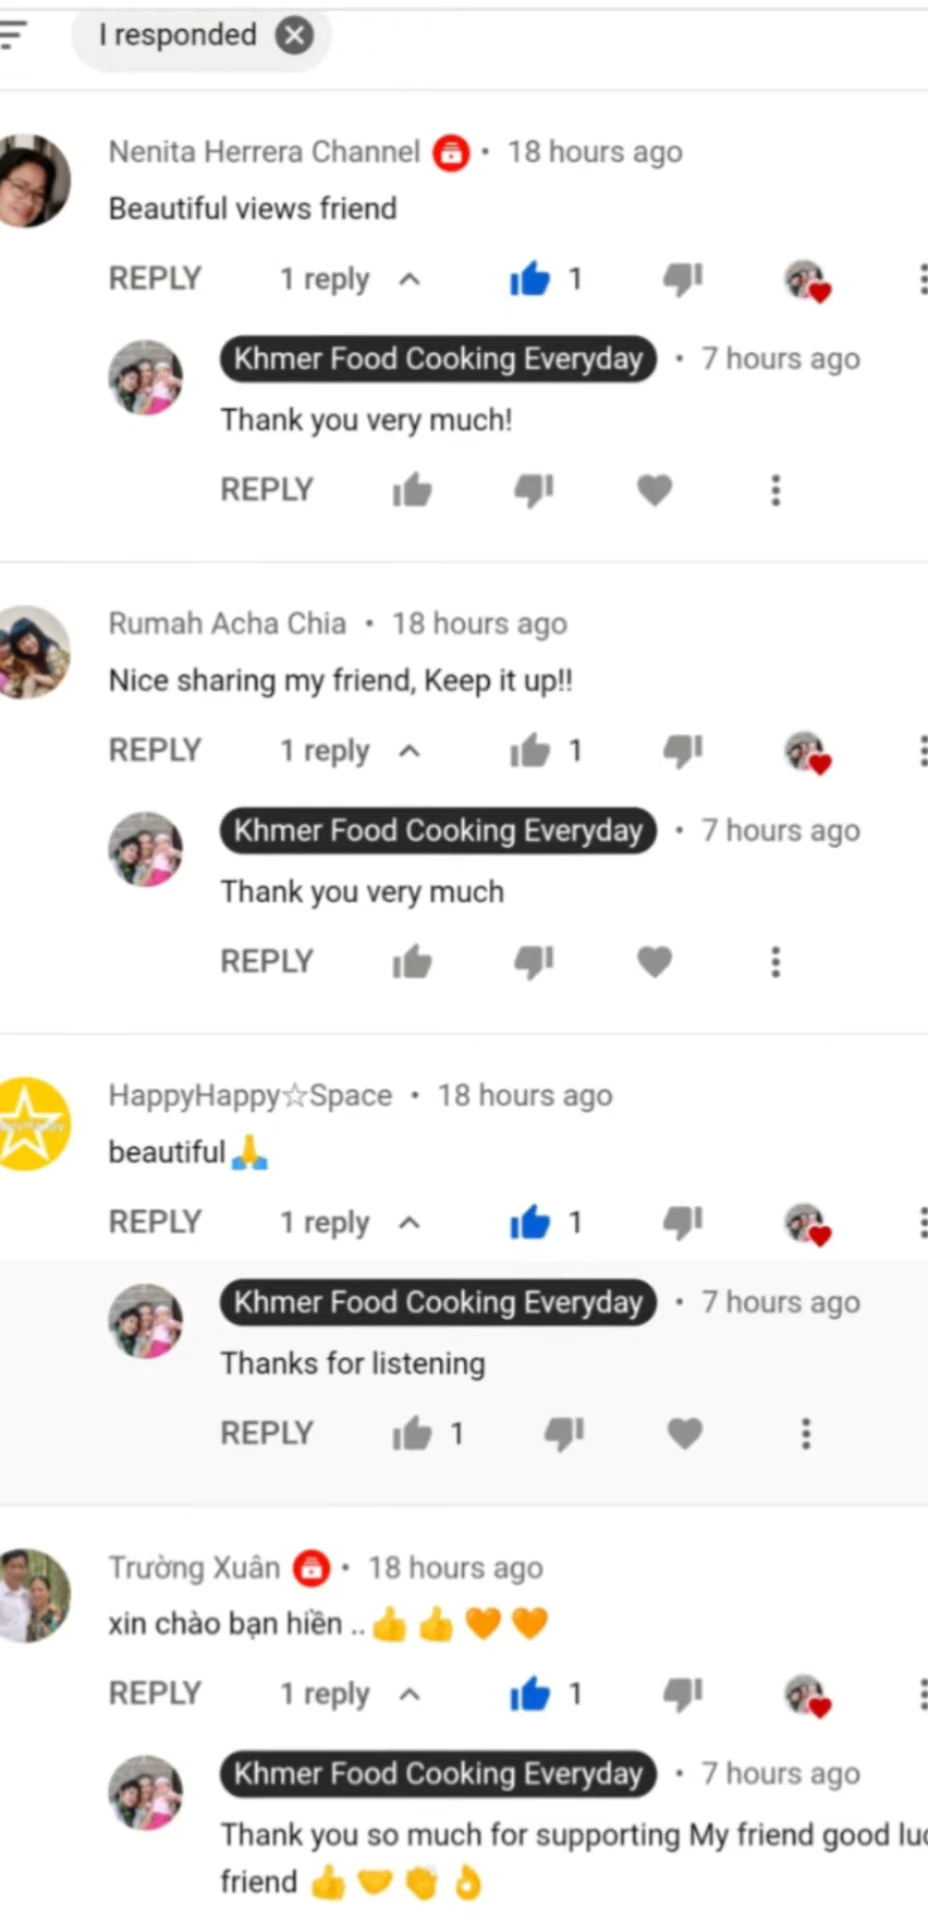 I responded
Nenita Herrera Channel • 18 hours ago
Beautiful views friend
REPLY 1 reply 1
Khmer Food Cooking Everyday • 7 hours ago
Thank you very much!
REPLY
Rumah Acha Chia • 18 hours ago
Nice sharing my friend, Keep it up!!
REPLY 1 reply 1
Khmer Food Cooking Everyday • 7 hours ago
Thank you very much
REPLY
HappyHappy☆Space • 18 hours ago
beautiful🙏
REPLY 1 reply 1
Khmer Food Cooking Everyday • 7 hours ago
Thanks for listening
REPLY 1
Trường Xuân • 18 hours ago
xin chào bạn hiền ..👍👍🧡🧡
REPLY 1 reply 1
Khmer Food Cooking Everyday • 7 hours ago
Thank you so much for supporting My friend good
friend 👍🤝👏👌